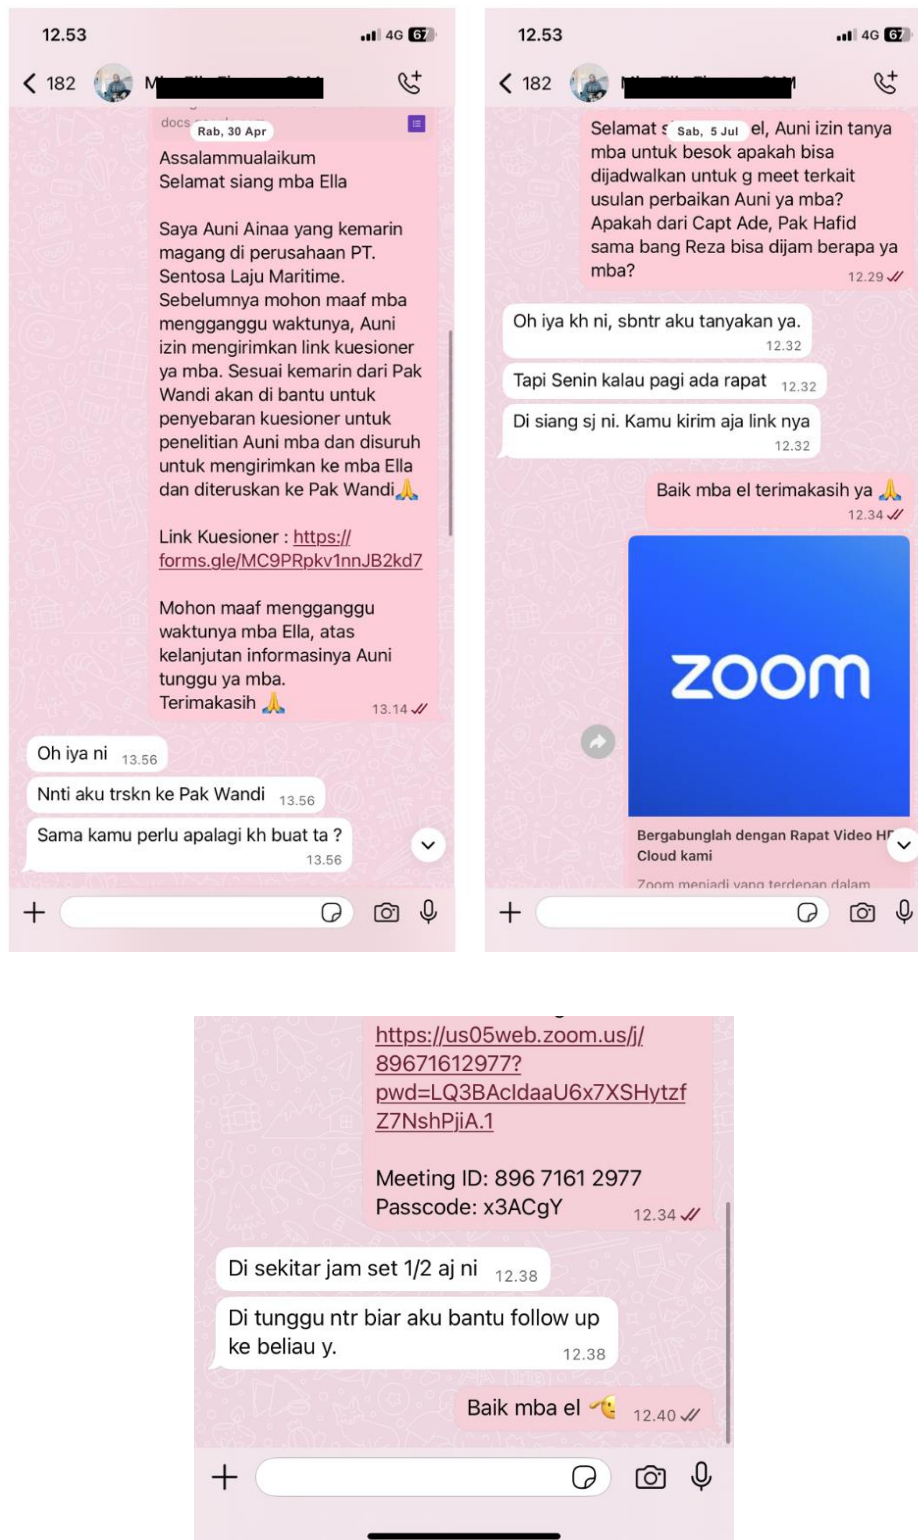 12.53
4G 67
182
docs
Rab, 30 Apr
Assalammualaikum
Selamat siang mba Ella
Saya Auni Ainaa yang kemarin
magang di perusahaan PT.
Sentosa Laju Maritime.
Sebelumnya mohon maaf mba
mengganggu waktunya, Auni
izin mengirimkan link kuesioner
ya mba. Sesuai kemarin dari Pak
Wandi akan di bantu untuk
penyebaran kuesioner untuk
penelitian Auni mba dan disuruh
untuk mengirimkan ke mba Ella
dan diteruskan ke Pak Wandi🙏
Link Kuesioner : https://
forms.gle/MC9PRpkv1nnJB2kd7
Mohon maaf mengganggu
waktunya mba Ella, atas
kelanjutan informasinya Auni
tunggu ya mba.
Terimakasih 🙏
13.14
Oh iya ni 13.56
Nnti aku trskn ke Pak Wandi 13.56
Sama kamu perlu apalagi kh buat ta ?
13.56
12.53
4G 67
182
Selamat s
Sab, 5 Jul
el, Auni izin tanya
mba untuk besok apakah bisa
dijadwalkan untuk g meet terkait
usulan perbaikan Auni ya mba?
Apakah dari Capt Ade, Pak Hafid
sama bang Reza bisa dijam berapa ya
mba?
12.29
Oh iya kh ni, sbntr aku tanyakan ya.
12.32
Tapi Senin kalau pagi ada rapat 12.32
Di siang sj ni. Kamu kirim aja link nya
12.32
Baik mba el terimakasih ya 🙏
12.34
zoom
Bergabunglah dengan Rapat Video
Cloud kami
Zoom menjadi yang terdepan dalam
https://us05web.zoom.us/j/
89671612977?
pwd=LQ3BAcIdaaU6x7XSHytzf
Z7NshPjiA.1
Meeting ID: 896 7161 2977
Passcode: x3ACgY
12.34
Di sekitar jam set 1/2 aj ni 12.38
Di tunggu ntr biar aku bantu follow up
ke beliau y.
12.38
Baik mba el 🫡 12.40